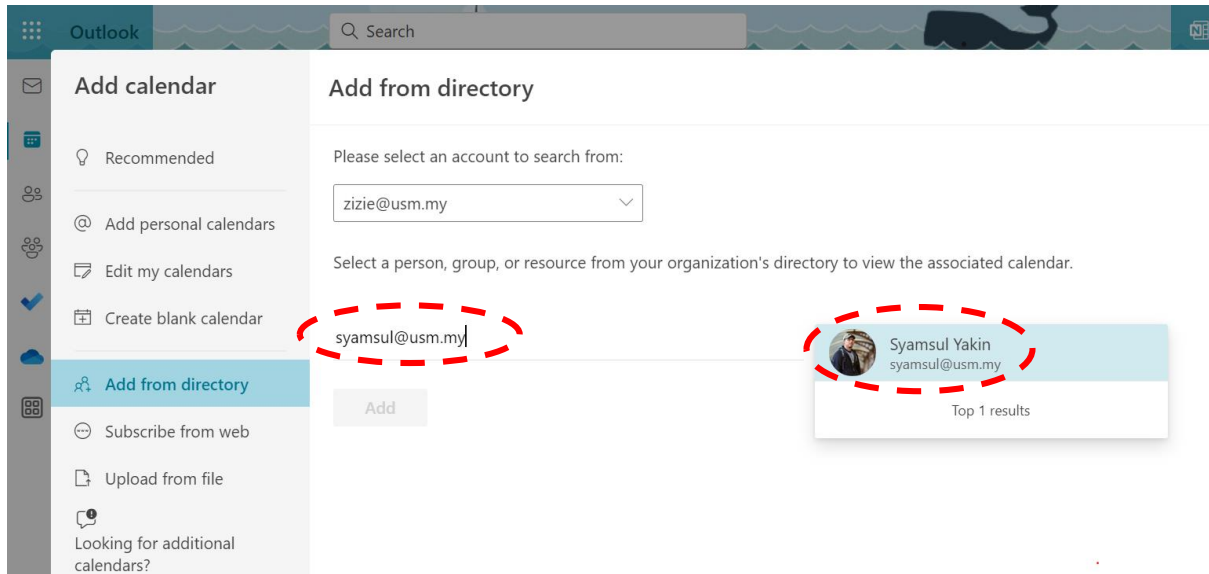 Outlook
Search
Add calendar
Recommended
Add personal calendars
Edit my calendars
Create blank calendar
Add from directory
Subscribe from web
Upload from file
Looking for additional
calendars?
Add from directory
Please select an account to search from:
zizie@usm.my
Select a person, group, or resource from your organization's directory to view the associated calendar.
syamsul@usm.my
Add
Syamsul Yakin
syamsul@usm.my
Top 1 results